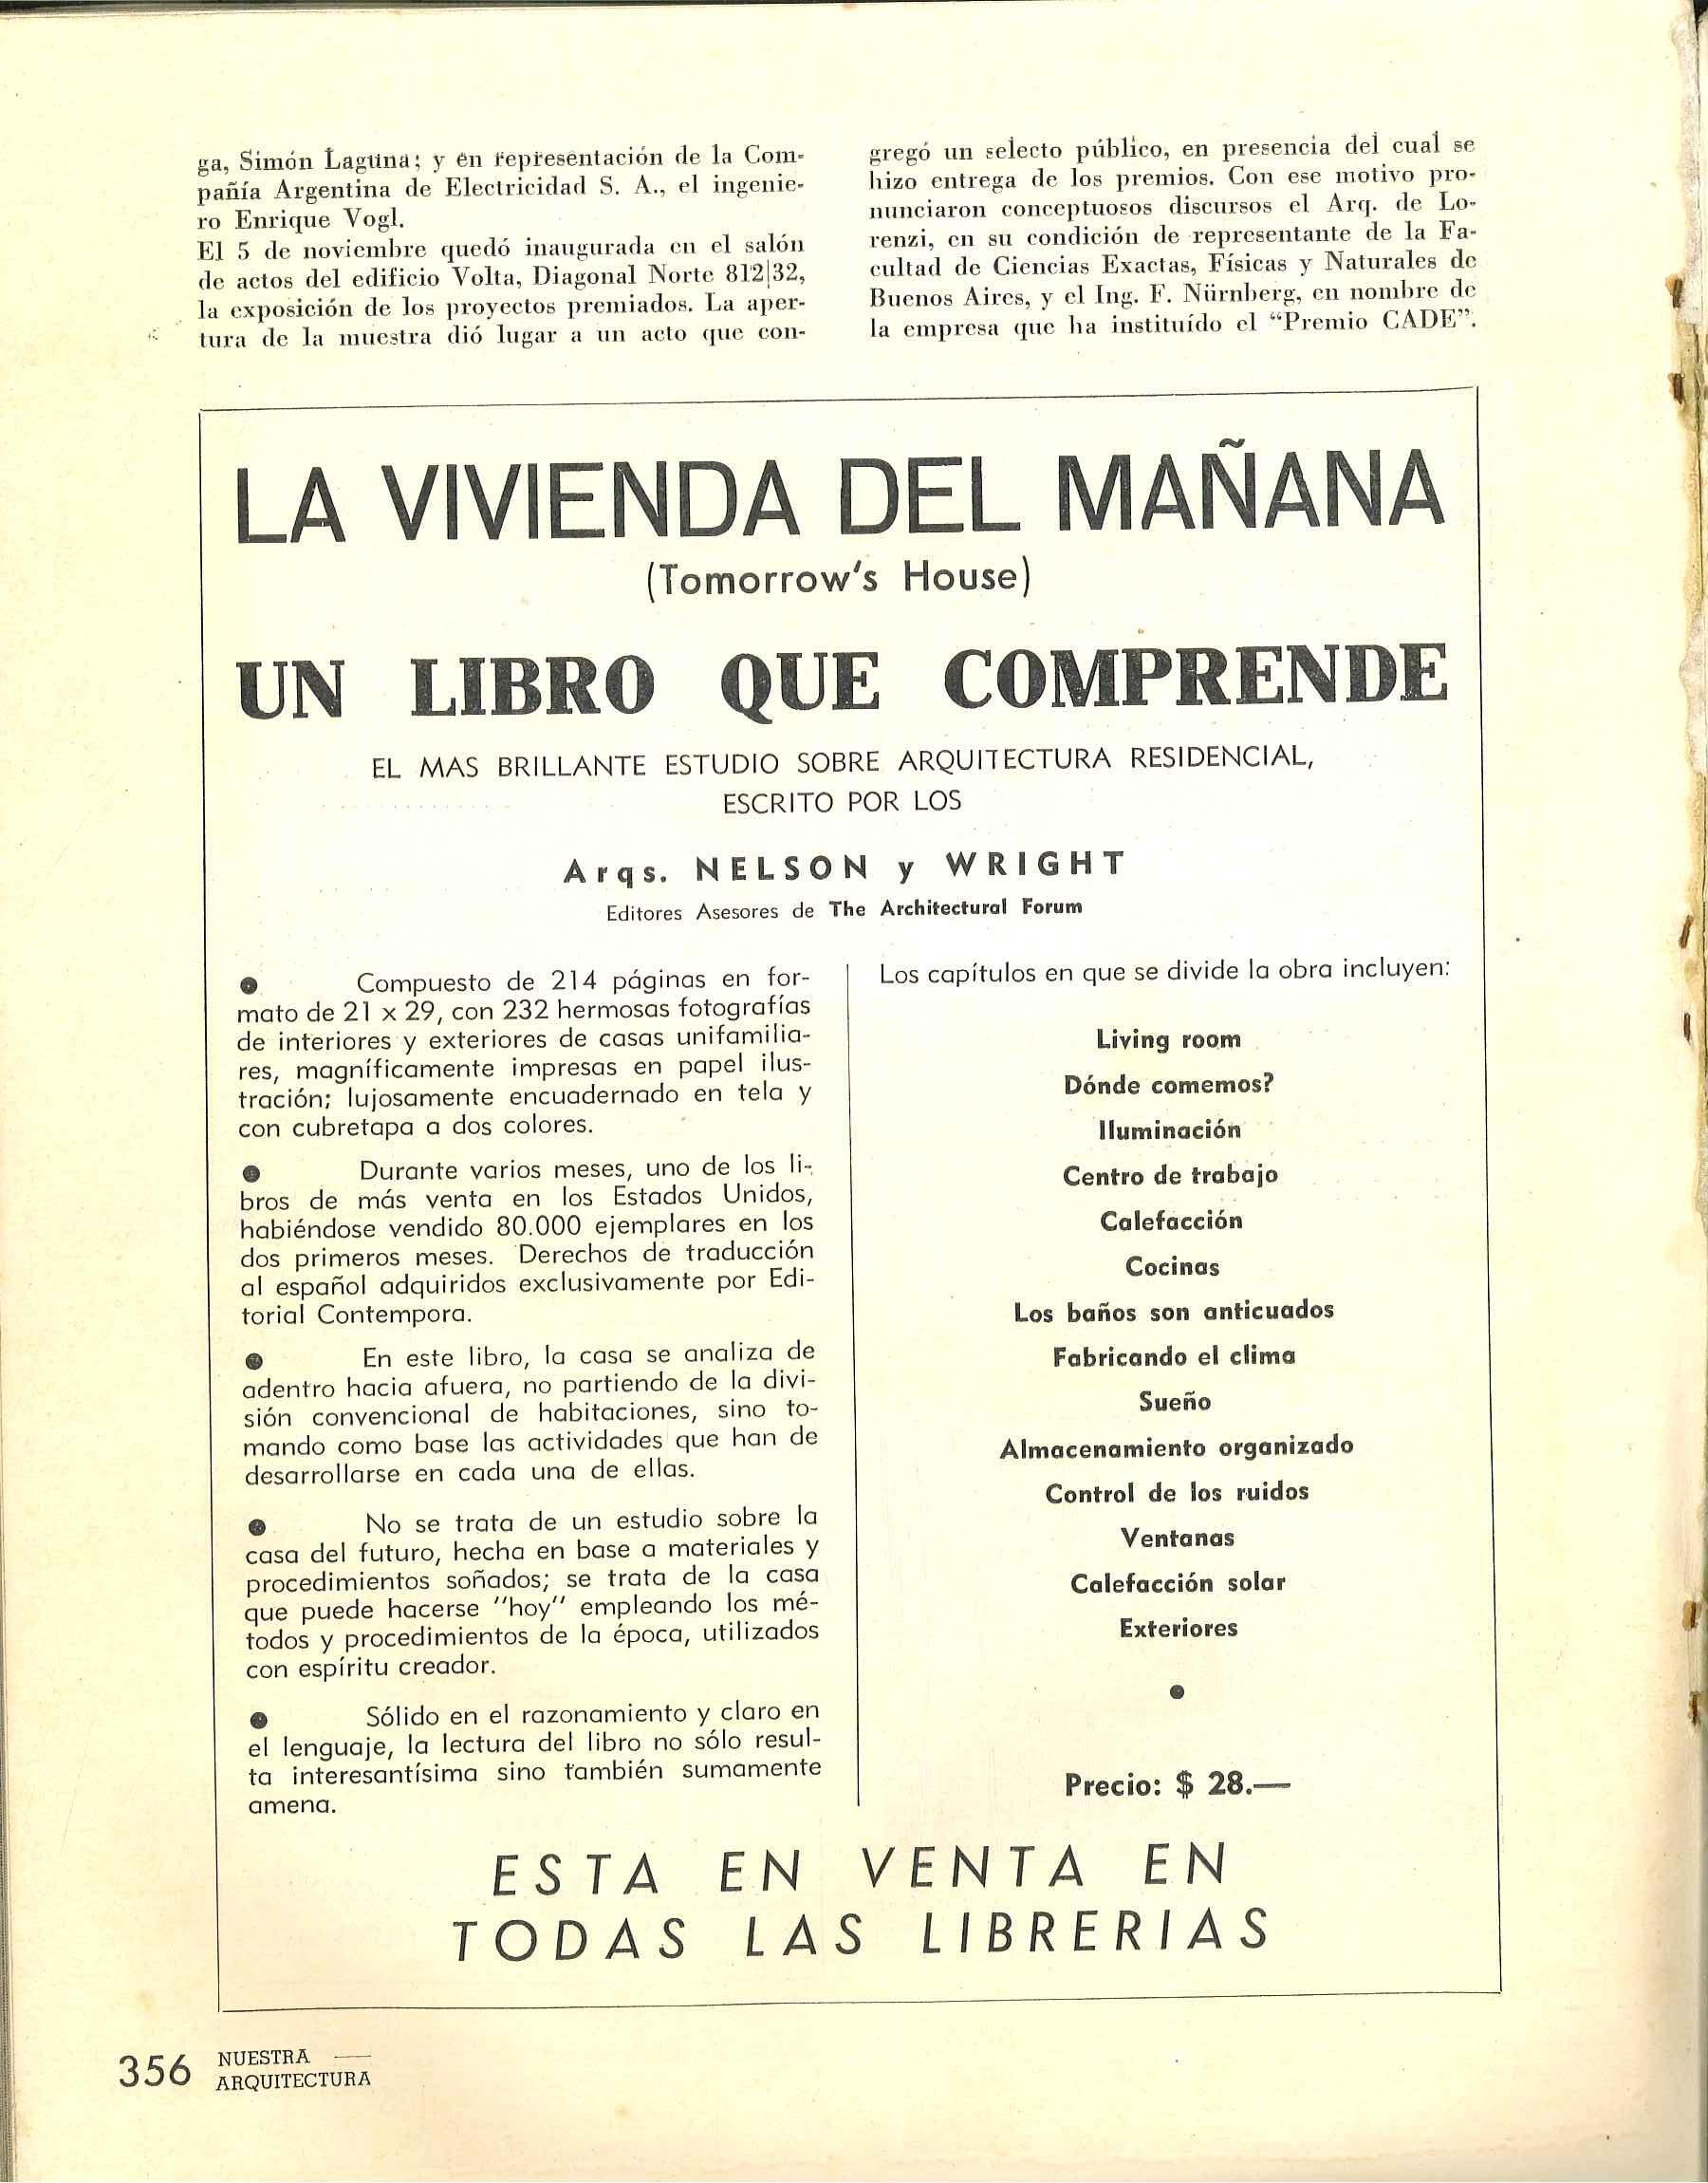 ga, Simón Laguna; y en representación de la Com-
pañía Argentina de Electricidad S. A., el ingenie-
ro Enrique Vogl.
El 5 de noviembre quedó inaugurada en el salón
de actos del edificio Volta, Diagonal Norte 812|32,
la exposición de los proyectos premiados. La aper-
tura de la muestra dió lugar a un acto que con-
gregó un selecto público, en presencia del cual se
hizo entrega de los premios. Con ese motivo pro-
nunciaron conceptuosos discursos el Arq. de Lo-
renzi, en su condición de representante de la Fa-
cultad de Ciencias Exactas, Físicas y Naturales de
Buenos Aires, y el Ing. F. Nürnberg, en nombre de
la empresa que ha instituído el “Premio CADE”.
LA VIVIENDA DEL MAÑANA
(Tomorrow's House)
UN LIBRO QUE COMPRENDE
EL MAS BRILLANTE ESTUDIO SOBRE ARQUITECTURA RESIDENCIAL,
ESCRITO POR LOS
Arqs. NELSON y WRIGHT
Editores Asesores de The Architectural Forum
● Compuesto de 214 páginas en for-
mato de 21 x 29, con 232 hermosas fotografías
de interiores y exteriores de casas unifamilia-
res, magníficamente impresas en papel ilus-
tración; lujosamente encuadernado en tela y
con cubretapa a dos colores.
● Durante varios meses, uno de los li-
bros de más venta en los Estados Unidos,
habiéndose vendido 80.000 ejemplares en los
dos primeros meses. Derechos de traducción
al español adquiridos exclusivamente por Edi-
torial Contempora.
● En este libro, la casa se analiza de
adentro hacia afuera, no partiendo de la divi-
sión convencional de habitaciones, sino to-
mando como base las actividades que han de
desarrollarse en cada una de ellas.
● No se trata de un estudio sobre la
casa del futuro, hecha en base a materiales y
procedimientos soñados; se trata de la casa
que puede hacerse "hoy" empleando los mé-
todos y procedimientos de la época, utilizados
con espíritu creador.
● Sólido en el razonamiento y claro en
el lenguaje, la lectura del libro no sólo resul-
ta interesantísima sino también sumamente
amena.
Los capítulos en que se divide la obra incluyen:
Living room
Dónde comemos?
Iluminación
Centro de trabajo
Calefacción
Cocinas
Los baños son anticuados
Fabricando el clima
Sueño
Almacenamiento organizado
Control de los ruidos
Ventanas
Calefacción solar
Exteriores
●
Precio: $ 28.—
ESTA EN VENTA EN
TODAS LAS LIBRERIAS
356 NUESTRA —
ARQUITECTURA